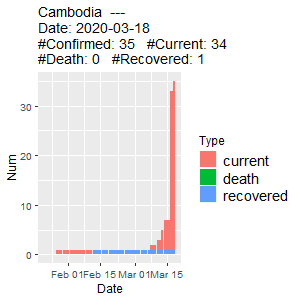 Cambodia  ---
Date: 2020-03-18
#Confirmed: 35   #Current: 34
#Death: 0   #Recovered: 1
Num
30
20
10
0
Feb 01 Feb 15 Mar 01 Mar 15
Date
Type
current
death
recovered